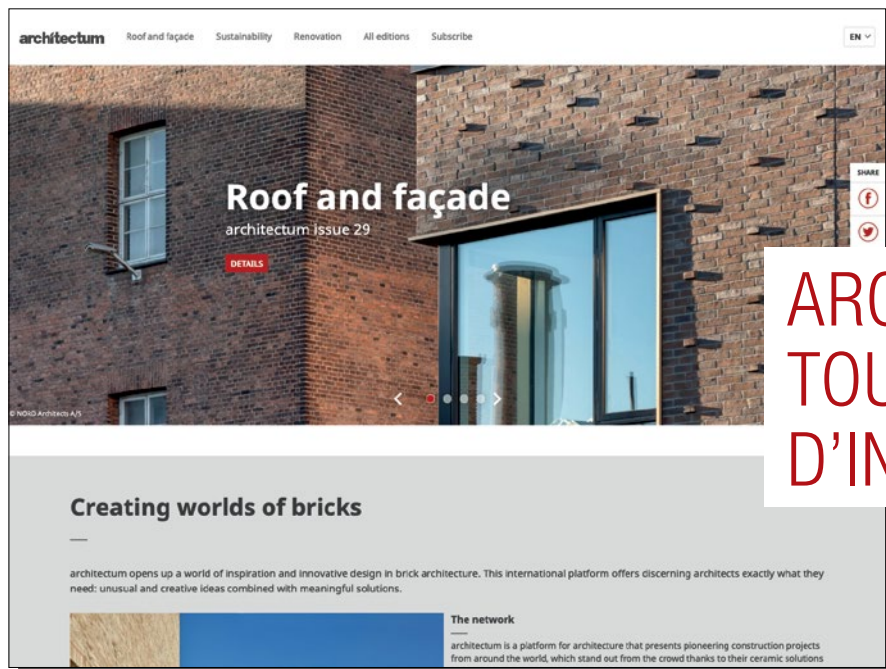 architectum
Roof and façade
Sustainability
Renovation
All editions
Subscribe
EN
SHARE
Roof and façade
architectum issue 29
DETAILS
© NORD Architects A/S
ARC
TOU
D'IN
Creating worlds of bricks
architectum opens up a world of inspiration and innovative design in brick architecture. This international platform offers discerning architects exactly what they
need: unusual and creative ideas combined with meaningful solutions.
The network
architectum is a platform for architecture that presents pioneering construction projects
from around the world, which stand out from the crowd thanks to their ceramic solutions